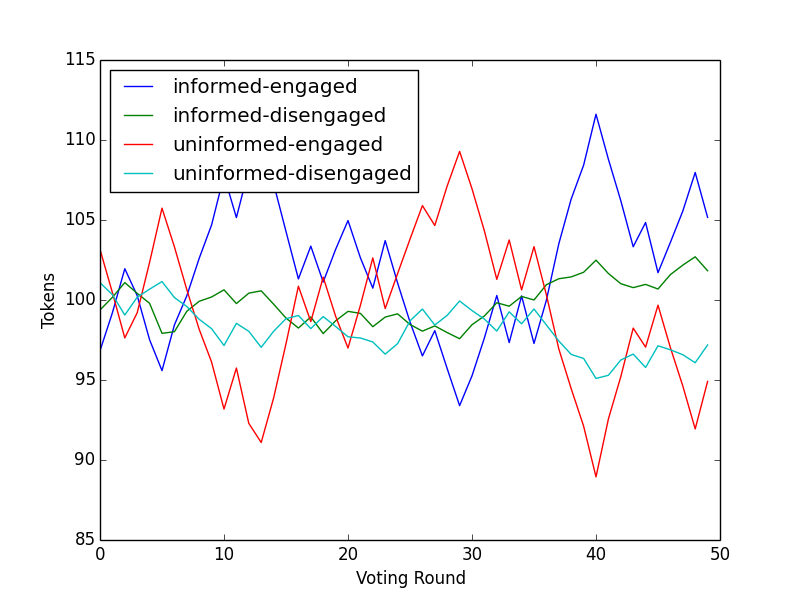 115
110
105
100
95
90
85
Tokens
informed-engaged
informed-disengaged
uninformed-engaged
uninformed-disengaged
0 10 20 30 40 50
Voting Round